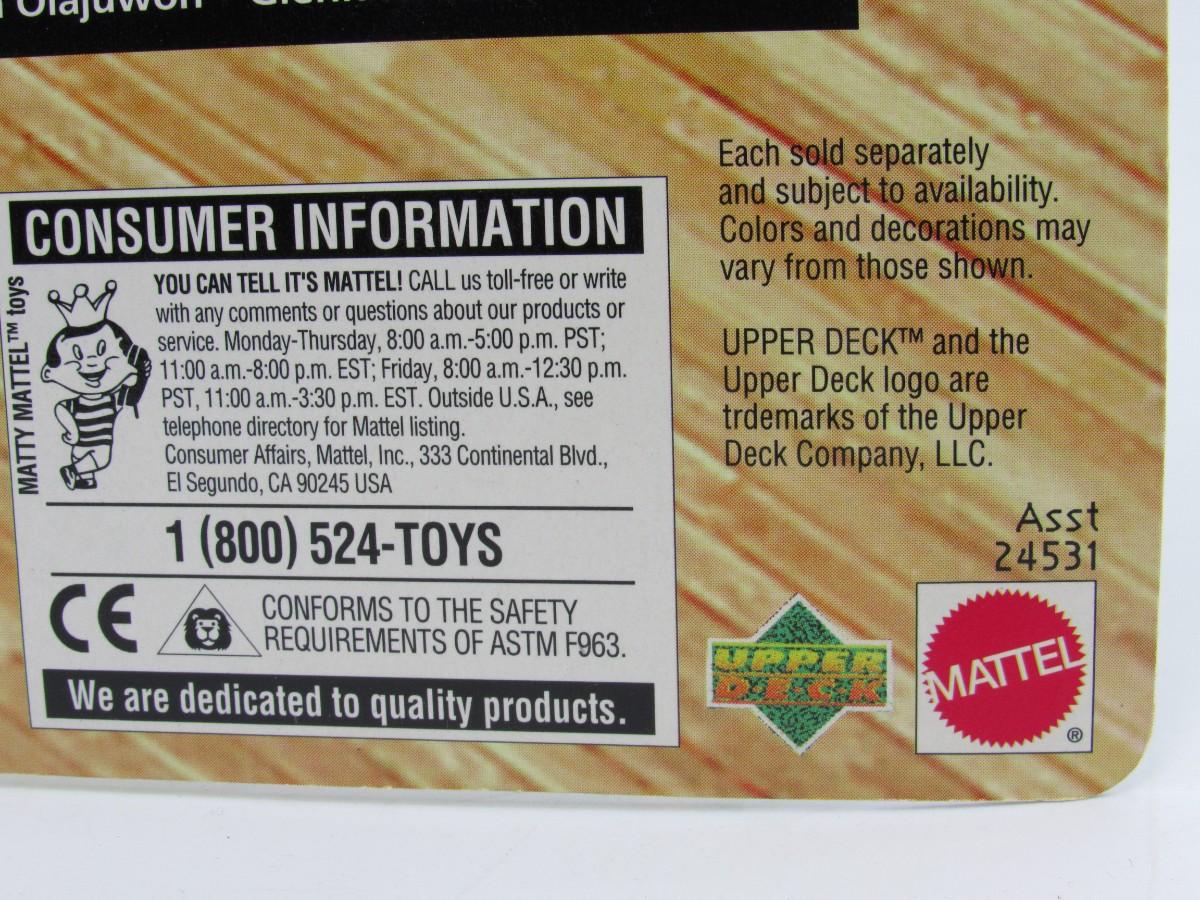 Olajuwon
CONSUMER INFORMATION
MATTY MATTEL™ toys
YOU CAN TELL IT'S MATTEL! CALL us toll-free or write
with any comments or questions about our products or
service. Monday-Thursday, 8:00 a.m.-5:00 p.m. PST;
11:00 a.m.-8:00 p.m. EST; Friday, 8:00 a.m.-12:30 p.m.
PST, 11:00 a.m.-3:30 p.m. EST. Outside U.S.A., see
telephone directory for Mattel listing.
Consumer Affairs, Mattel, Inc., 333 Continental Blvd.,
El Segundo, CA 90245 USA
1 (800) 524-TOYS
CE
CONFORMS TO THE SAFETY
REQUIREMENTS OF ASTM F963.
We are dedicated to quality products.
Each sold separately
and subject to availability.
Colors and decorations may
vary from those shown.
UPPER DECK™ and the
Upper Deck logo are
trdemarks of the Upper
Deck Company, LLC.
Asst
24531
UPPER
DECK
MATTEL
®